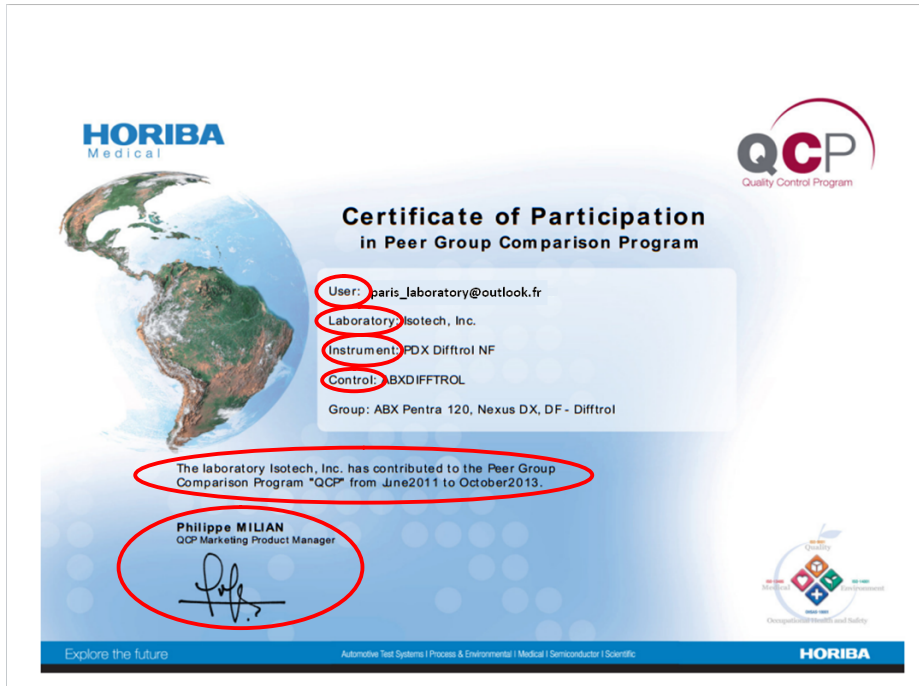 HORIBA
Medical
QCP
Quality Control Program
Certificate of Participation
in Peer Group Comparison Program
User: paris_laboratory@outlook.fr
Laboratory: Isotech, Inc.
Instrument: PDX Difftrol NF
Control: ABXDIFFTROL
Group: ABX Pentra 120, Nexus DX, DF - Difftrol
The laboratory Isotech, Inc. has contributed to the Peer Group
Comparison Program "QCP" from June2011 to October2013.
Philippe MILIAN
QCP Marketing Product Manager
Quality
Medical
Environment
Occupational Health and Safety
Explore the future
Automotive Test Systems I Process & Environmental I Medical I Semiconductor I Scientific
HORIBA